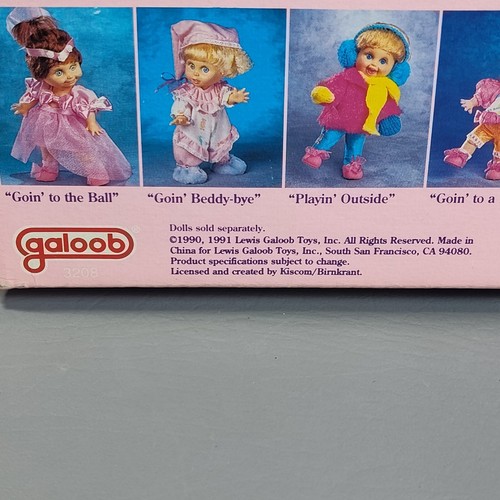 "Goin' to the Ball"
"Goin' Beddy-bye"
"Playin' Outside"
"Goin' to a
galoob
3208
Dolls sold separately.
©1990, 1991 Lewis Galoob Toys, Inc. All Rights Reserved. Made in
China for Lewis Galoob Toys, Inc., South San Francisco, CA 94080.
Product specifications subject to change.
Licensed and created by Kiscom/Birnkrant.